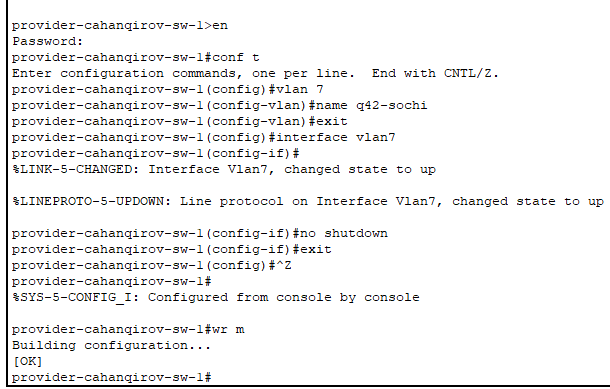 provider-cahanqirov-sw-1>en
Password:
provider-cahanqirov-sw-1#conf t
Enter configuration commands, one per line.  End with CNTL/Z.
provider-cahanqirov-sw-1(config)#vlan 7
provider-cahanqirov-sw-1(config-vlan)#name q42-sochi
provider-cahanqirov-sw-1(config-vlan)#exit
provider-cahanqirov-sw-1(config)#interface vlan7
provider-cahanqirov-sw-1(config-if)#
%LINK-5-CHANGED: Interface Vlan7, changed state to up
%LINEPROTO-5-UPDOWN: Line protocol on Interface Vlan7, changed state to up
provider-cahanqirov-sw-1(config-if)#no shutdown
provider-cahanqirov-sw-1(config-if)#exit
provider-cahanqirov-sw-1(config)#^Z
provider-cahanqirov-sw-1#
%SYS-5-CONFIG_I: Configured from console by console
provider-cahanqirov-sw-1#wr m
Building configuration...
[OK]
provider-cahanqirov-sw-1#